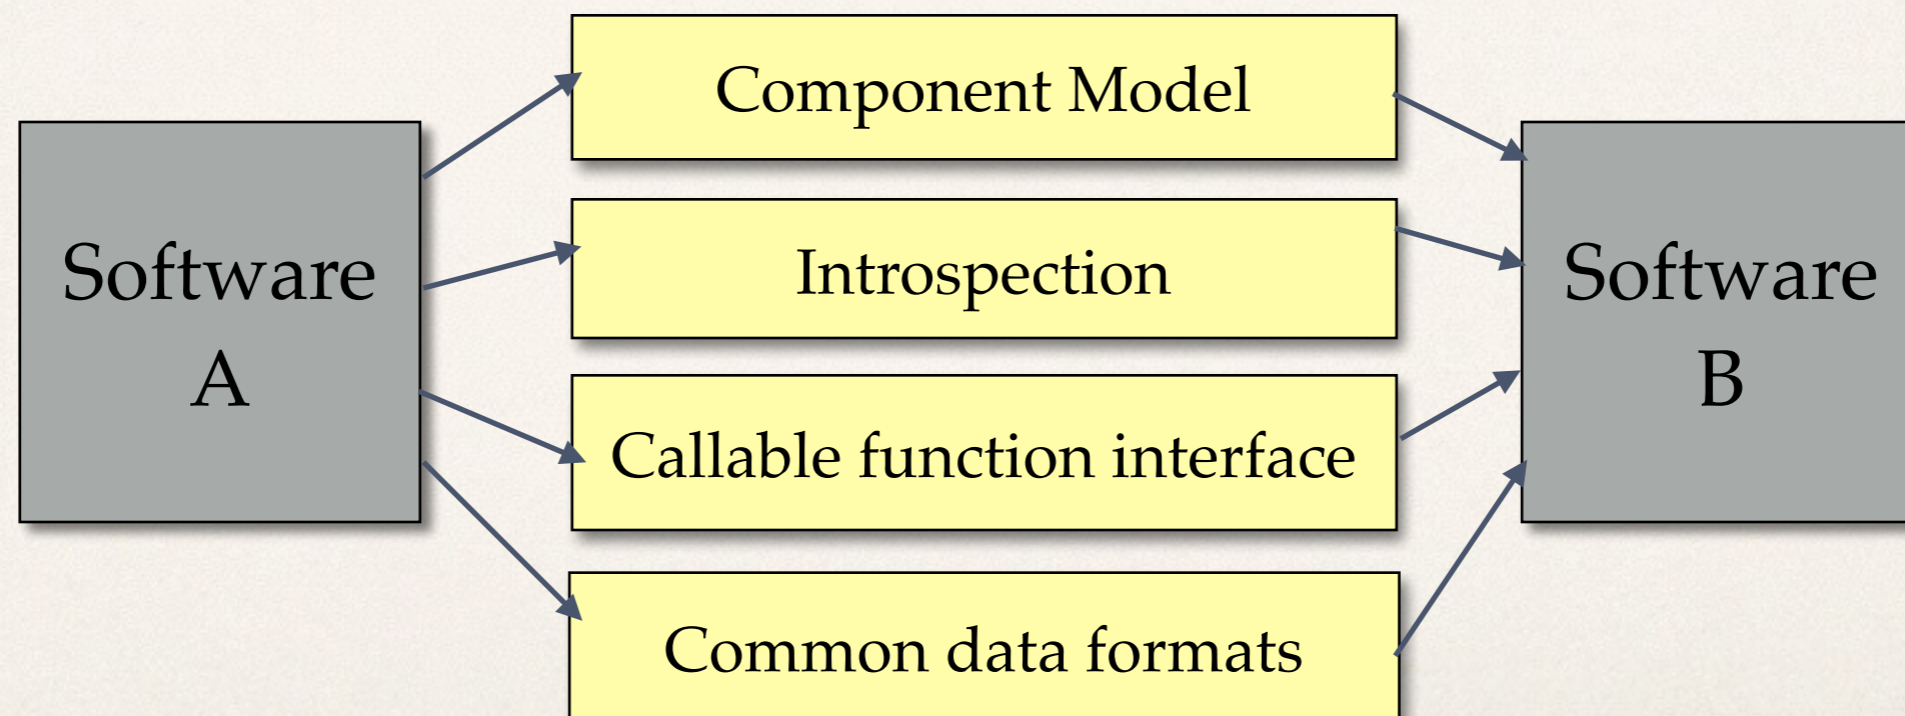 Software
A
Component Model
Introspection
Callable function interface
Common data formats
Software
B